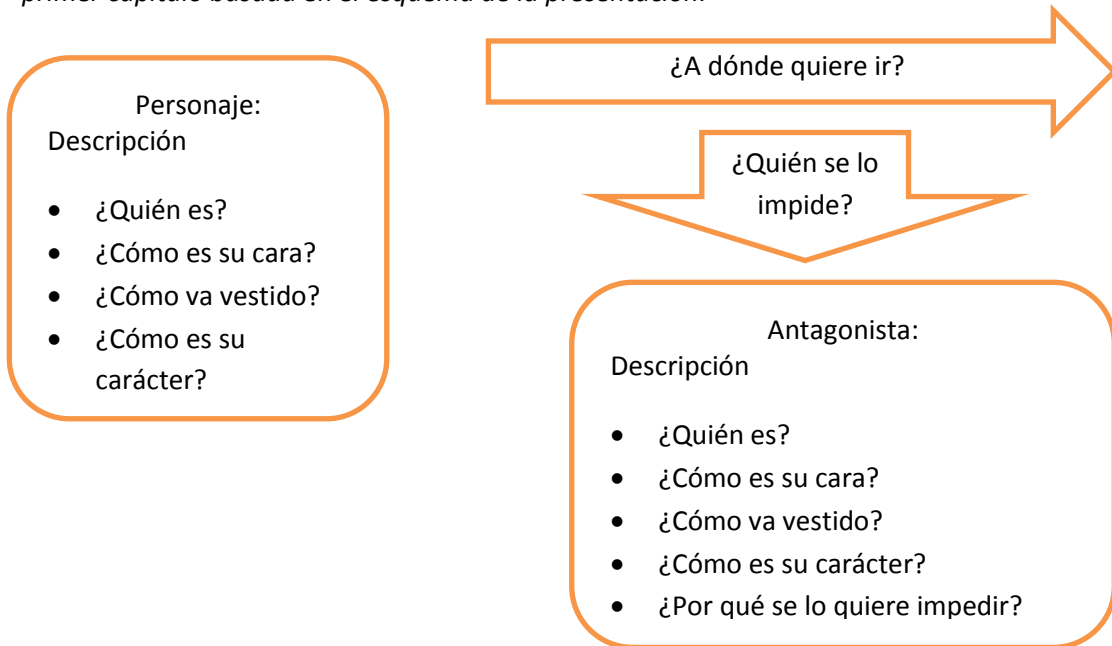 primer capítulo basada en el esquema de la presentación:
Personaje:
Descripción
• ¿Quién es?
• ¿Cómo es su cara?
• ¿Cómo va vestido?
• ¿Cómo es su
carácter?
¿A dónde quiere ir?
¿Quién se lo
impide?
Antagonista:
Descripción
• ¿Quién es?
• ¿Cómo es su cara?
• ¿Cómo va vestido?
• ¿Cómo es su carácter?
• ¿Por qué se lo quiere impedir?